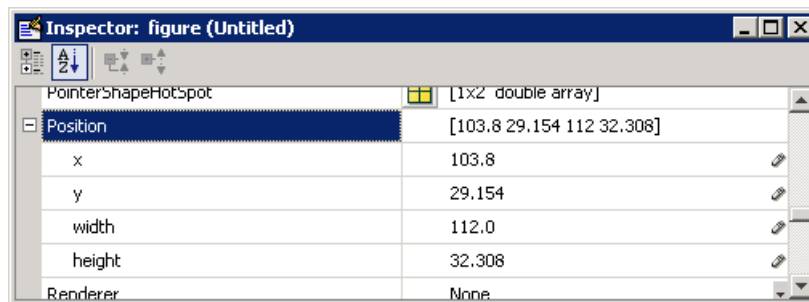 Inspector: figure (Untitled)
PointerShapeHotSpot [1x2 double array]
Position [103.8 29.154 112 32.308]
x 103.8
y 29.154
width 112.0
height 32.308
Renderer None